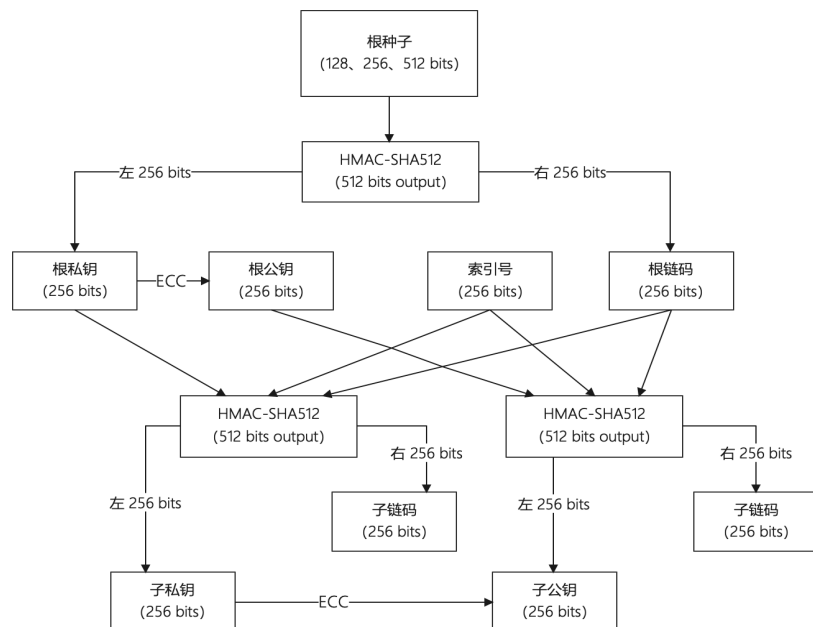 根种子
(128、256、512 bits)
HMAC-SHA512
(512 bits output)
左 256 bits
右 256 bits
根私钥
(256 bits)
ECC
根公钥
(256 bits)
索引号
(256 bits)
根链码
(256 bits)
HMAC-SHA512
(512 bits output)
HMAC-SHA512
(512 bits output)
右 256 bits
右 256 bits
左 256 bits
子链码
(256 bits)
左 256 bits
子链码
(256 bits)
子私钥
(256 bits)
ECC
子公钥
(256 bits)